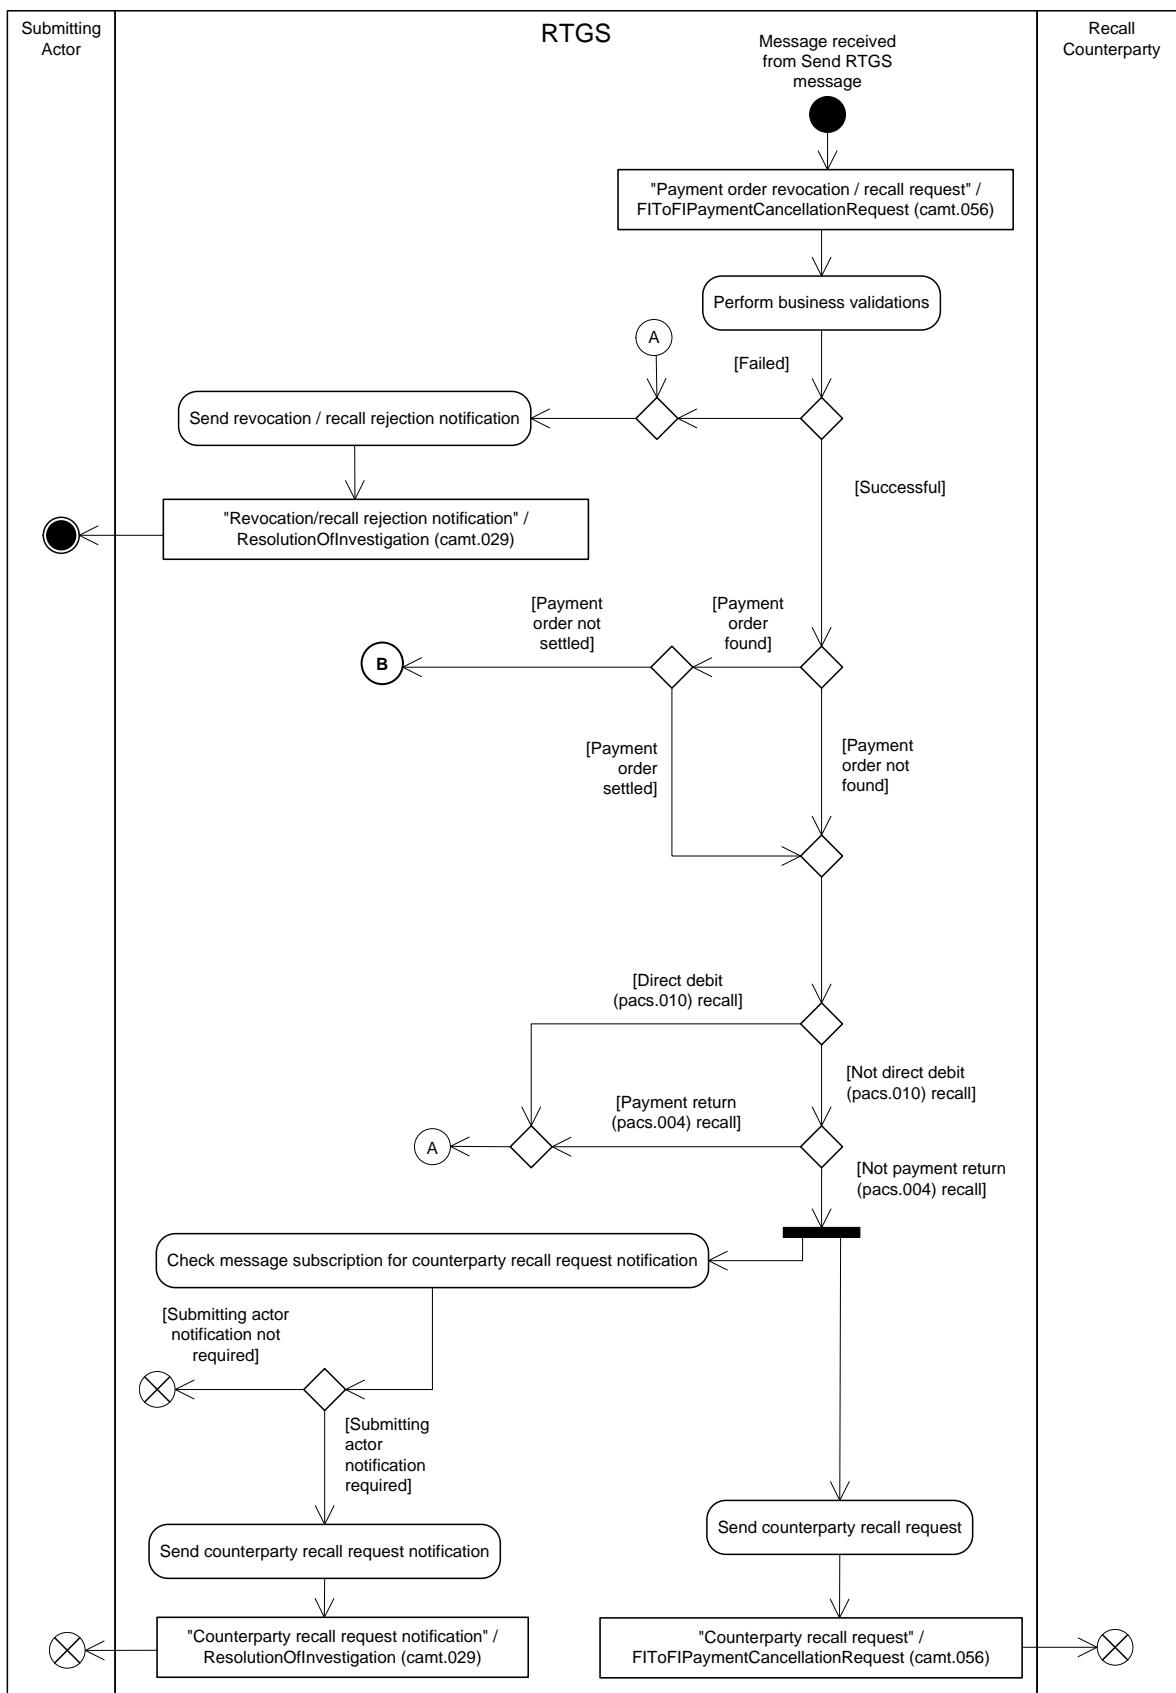 Submitting
Actor
RTGS
Recall
Counterparty
Message received
from Send RTGS
message
"Payment order revocation / recall request" /
FIToFIPaymentCancellationRequest (camt.056)
Perform business validations
A
[Failed]
Send revocation / recall rejection notification
[Successful]
"Revocation/recall rejection notification" /
ResolutionOfInvestigation (camt.029)
[Payment
order not
settled]
[Payment
order
found]
B
[Payment
order
settled]
[Payment
order not
found]
[Direct debit
(pacs.010) recall]
[Not direct debit
(pacs.010) recall]
[Payment return
(pacs.004) recall]
A
[Not payment return
(pacs.004) recall]
Check message subscription for counterparty recall request notification
[Submitting actor
notification not
required]
[Submitting
actor
notification
required]
Send counterparty recall request
Send counterparty recall request notification
"Counterparty recall request notification" /
ResolutionOfInvestigation (camt.029)
"Counterparty recall request" /
FIToFIPaymentCancellationRequest (camt.056)